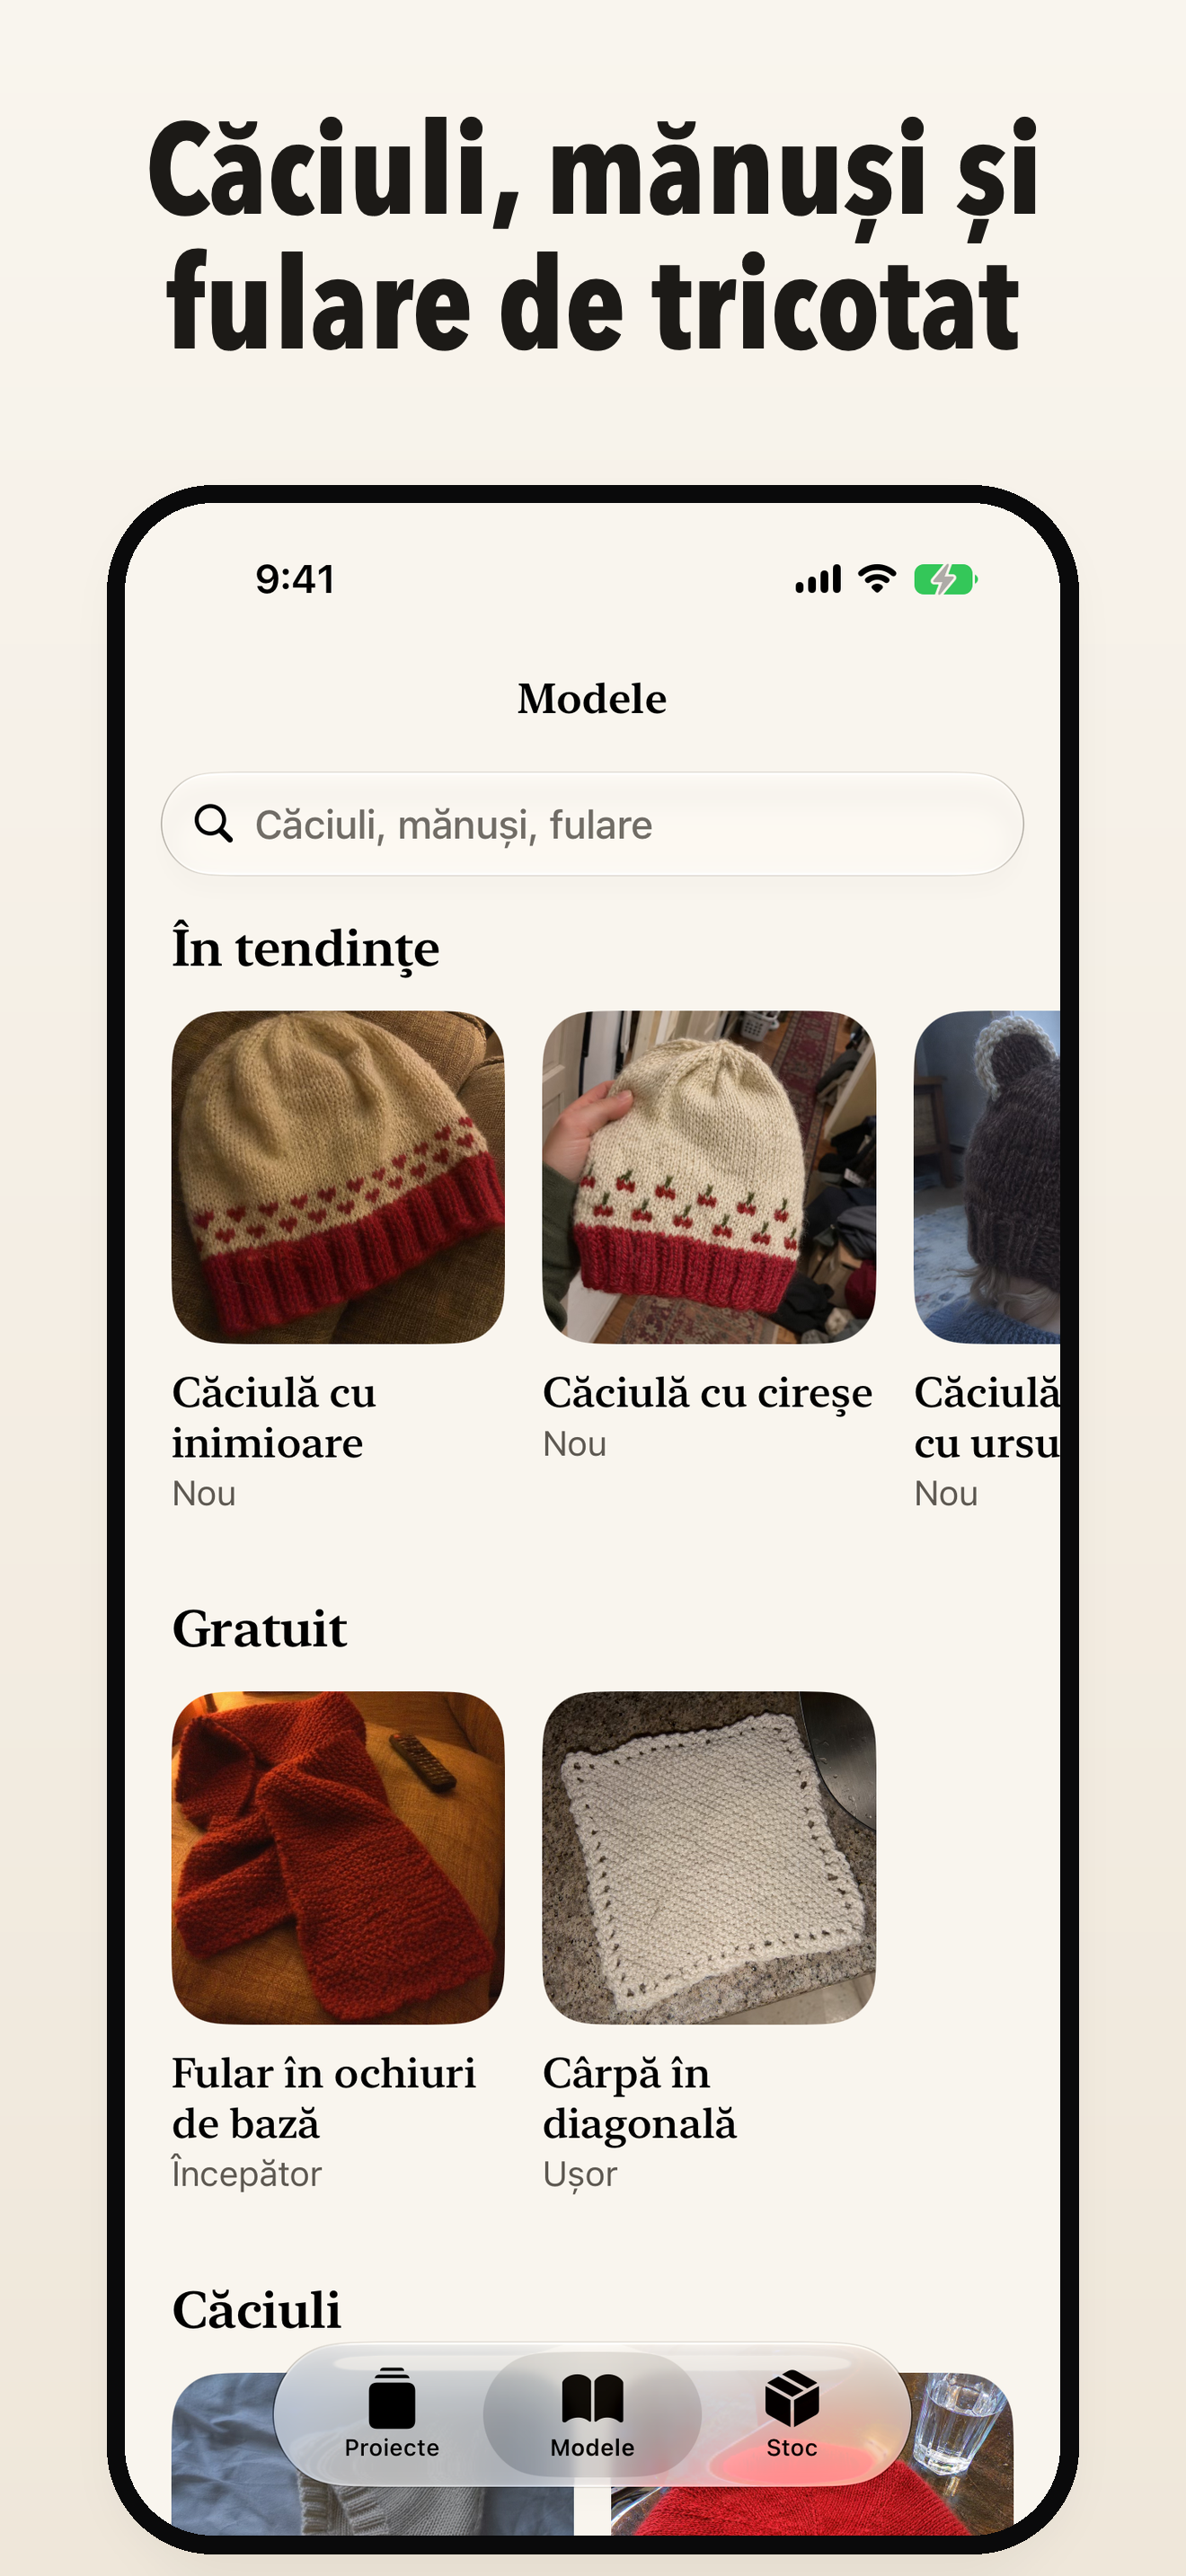 Căciuli, mănuși și
fulare de tricotat
9:41
Modele
Căciuli, mănuși, fulare
În tendințe
Căciulă cu
inimioare
Nou
Căciulă cu cireșe
Nou
Căciulă
cu ursu
Nou
Gratuit
Fular în ochiuri
de bază
Începător
Cârpă în
diagonală
Ușor
Căciuli
Proiecte
Modele
Stoc